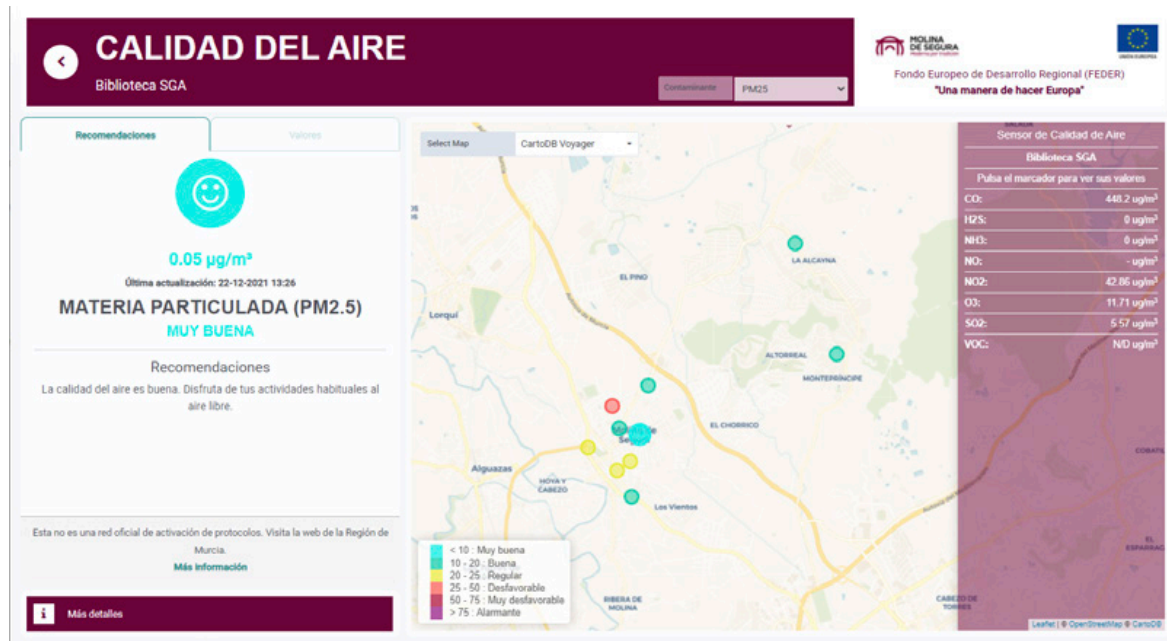 CALIDAD DEL AIRE
Biblioteca SGA
Contaminante
PM25
MOLINA
DE SEGURA
UNIÓN EUROPEA
Fondo Europeo de Desarrollo Regional (FEDER)
"Una manera de hacer Europa"
Recomendaciones
Valores
0.05 µg/m³
Última actualización: 22-12-2021 13:26
MATERIA PARTICULADA (PM2.5)
MUY BUENA
Recomendaciones
La calidad del aire es buena. Disfruta de tus actividades habituales al
aire libre.
Esta no es una red oficial de activación de protocolos. Visita la web de la Región de
Murcia.
Más información
Más detalles
Select Map
CartoDB Voyager
LA ALCAYNA
EL PINO
Lorquí
Autovía de Murcia
ALTORREAL
MONTEPRÍNCIPE
EL CHORRICO
Alguazas
HOYA Y
CABEZO
Los Vientos
RIBERA DE
MOLINA
CABEZO DE
TORRES
COBATIL
EL
ESPARRAG
< 10 : Muy buena
10 - 20 : Buena
20 - 25 : Regular
25 - 50 : Desfavorable
50 - 75 : Muy desfavorable
> 75 : Alarmante
Sensor de Calidad de Aire
Biblioteca SGA
Pulsa el marcador para ver sus valores
CO: 448.2 ug/m³
H2S: 0 ug/m³
NH3: 0 ug/m³
NO: - ug/m³
NO2: 42.86 ug/m³
O3: 11.71 ug/m³
SO2: 5.57 ug/m³
VOC: N/D ug/m³
Leaflet | © OpenStreetMap © CartoDB